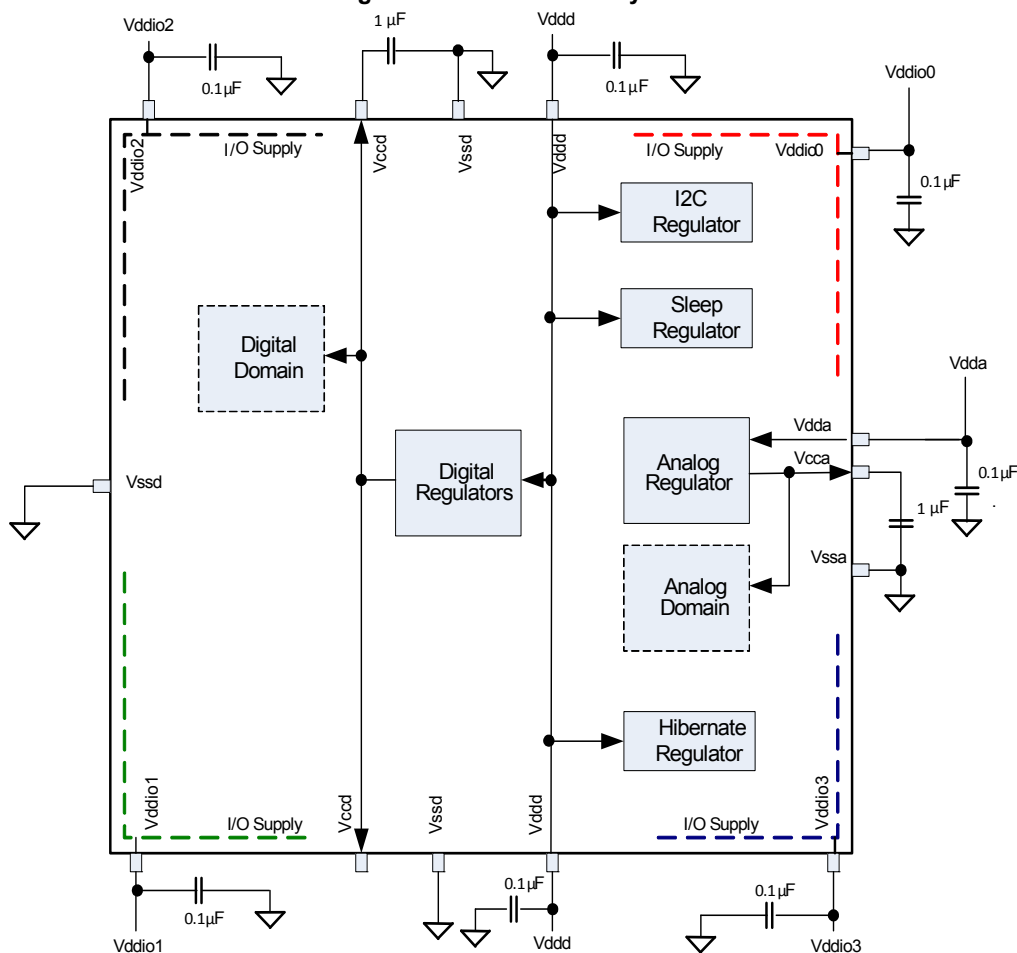 Vddio2
1 µF
Vddd
0.1µF
0.1µF
Vddio0
0.1µF
I/O Supply
Vddio2
Vccd
Vssd
Vddd
I/O Supply
Vddio0
I2C
Regulator
Sleep
Regulator
Digital
Domain
Vdda
Vdda
Vcca
Digital
Regulators
Analog
Regulator
0.1µF
.
1 µF
Vssd
Vssa
Analog
Domain
Hibernate
Regulator
Vddio1
Vccd
Vssd
Vddd
Vddio3
I/O Supply
I/O Supply
0.1µF
0.1µF
0.1µF
Vddio1
Vddd
Vddio3